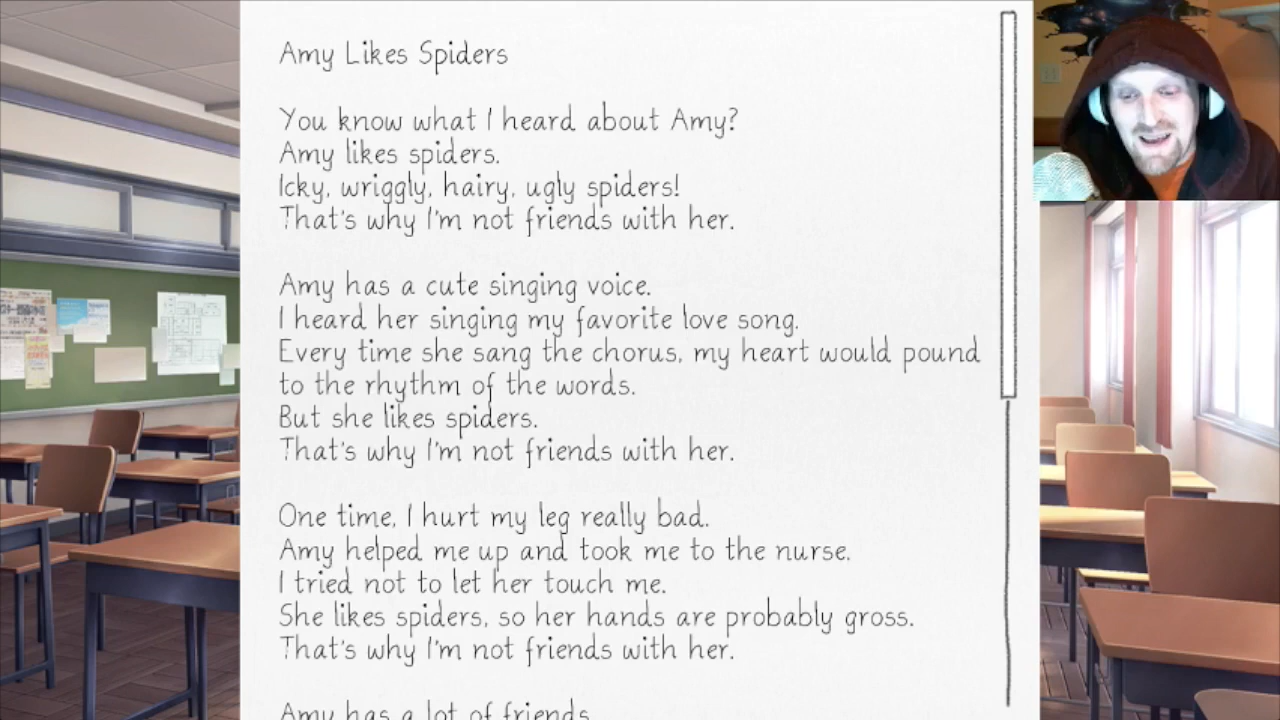 Amy Likes Spiders
You know what I heard about Amy?
Amy likes spiders.
Icky, wriggly, hairy, ugly spiders!
That's why I'm not friends with her.
Amy has a cute singing voice.
I heard her singing my favorite love song.
Every time she sang the chorus, my heart would pound
to the rhythm of the words.
But she likes spiders.
That's why I'm not friends with her.
One time, I hurt my leg really bad.
Amy helped me up and took me to the nurse.
I tried not to let her touch me.
She likes spiders, so her hands are probably gross.
That's why I'm not friends with her.
Amy has a lot of friends